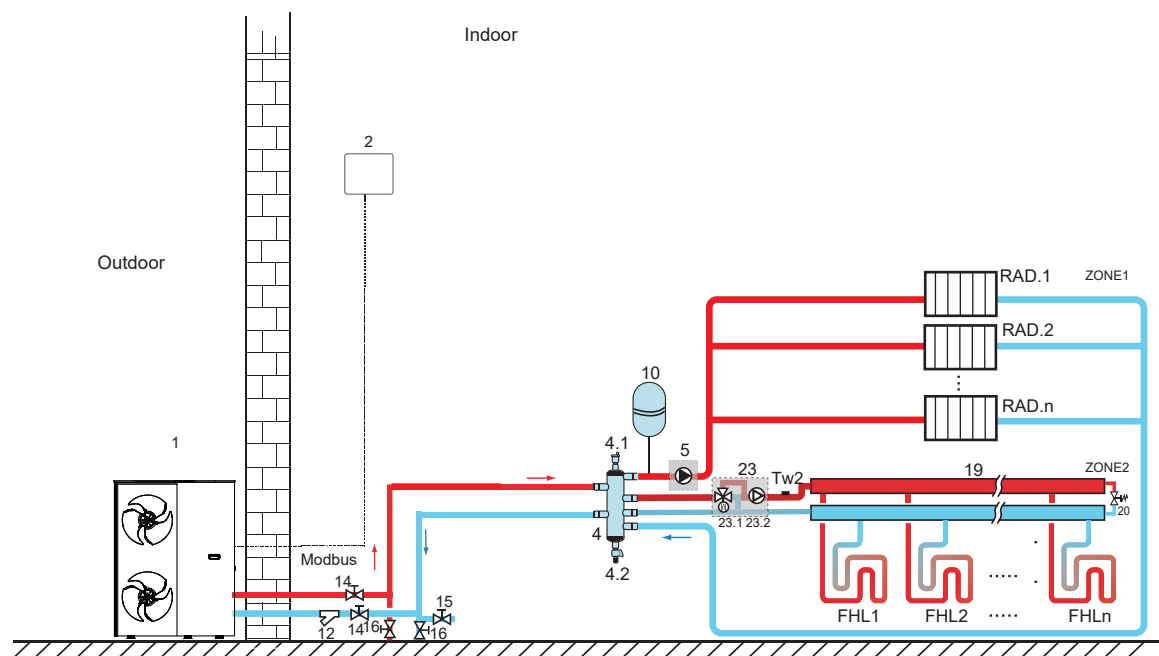 Indoor
2
Outdoor
RAD.1
ZONE1
RAD.2
10
RAD.n
1
4.1
5
23
Tw2
19
ZONE2
20
23.1
23.2
4
Modbus
4.2
14
15
12
14
16
16
FHL1
FHL2
FHLn